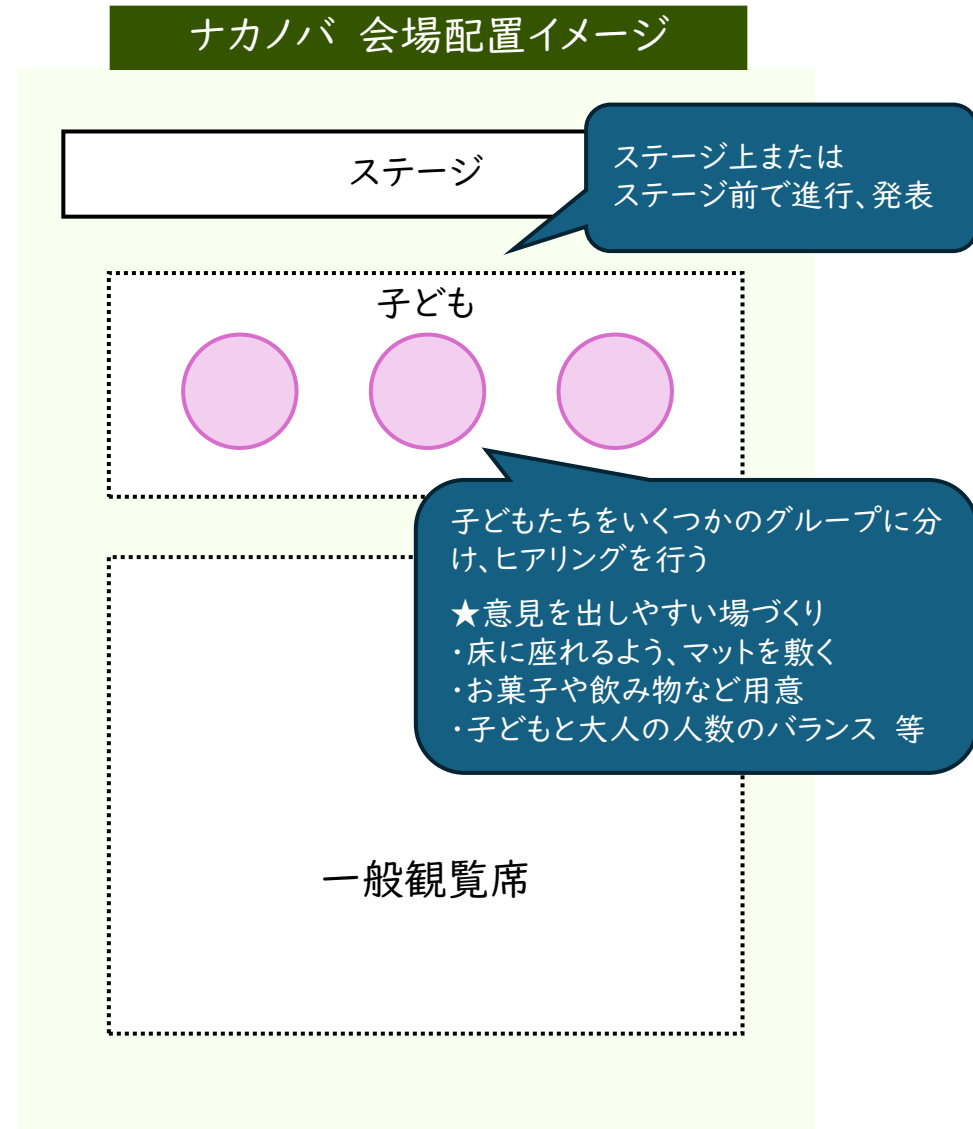 ナカノバ 会場配置イメージ
ステージ
ステージ上または
ステージ前で進行、発表
子ども
子どもたちをいくつかのグループに分
け、ヒアリングを行う
★意見を出しやすい場づくり
・床に座れるよう、マットを敷く
・お菓子や飲み物など用意
・子どもと大人の人数のバランス 等
一般観覧席